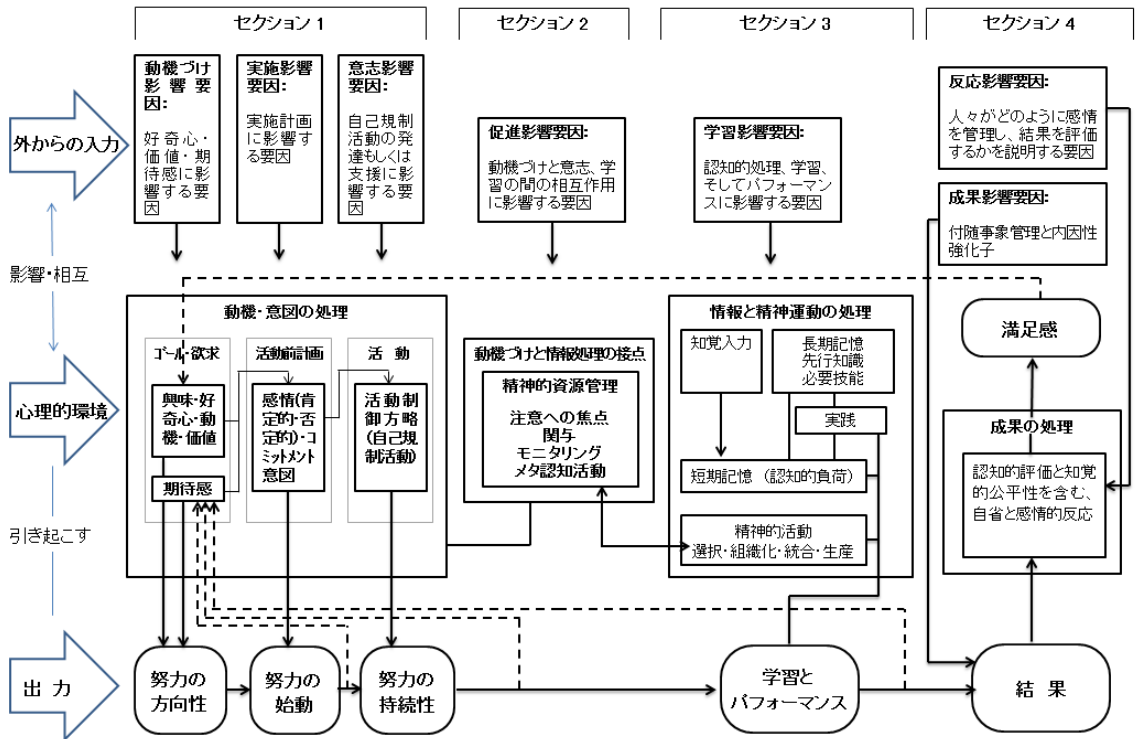 セクション 1
セクション 2
セクション 3
セクション 4
外からの入力
動機づけ
影響要
因:
好奇心・
価値・期
待感に影
響する要
因
実施影響
要因:
実施計画
に影響す
る要因
意志影響
要因:
自己規制
活動の発
達もしくは
支援に影
響する要
因
促進影響要因:
動機づけと意志、学
習の間の相互作用
に影響する要因
学習影響要因:
認知的処理、学習、
そしてパフォーマン
スに影響する要因
反応影響要因:
人々がどのように感情
を管理し、結果を評価
するかを説明する要因
成果影響要因:
付随事象管理と内因性
強化子
影響・相互
心理的環境
動機・意図の処理
ゴール・欲求
興味・好
奇心・動
機・価値
期待感
活動前計画
感情(肯
定的・否
定的)・コ
ミットメント
意図
活 動
活動制
御方略
(自己規
制活動)
動機づけと情報処理の接点
精神的資源管理
注意への焦点
関与
モニタリング
メタ認知活動
情報と精神運動の処理
知覚入力
長期記憶
先行知識
必要技能
実践
短期記憶 (認知的負荷)
精神的活動
選択・組織化・統合・生産
満足感
成果の処理
認知的評価と知覚
的公平性を含む、
自省と感情的反応
引き起こす
出 力
努力の
方向性
努力の
始動
努力の
持続性
学習と
パフォーマンス
結 果